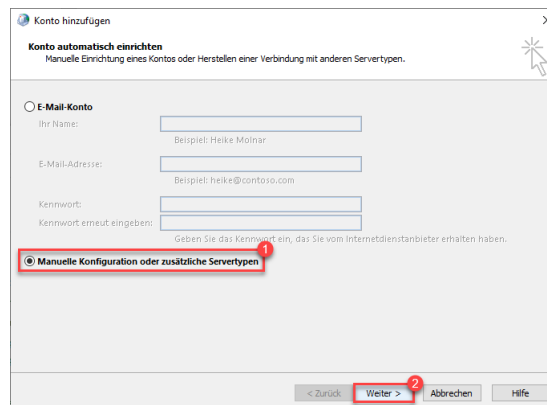 Konto hinzufügen
Konto automatisch einrichten
Manuelle Einrichtung eines Kontos oder Herstellen einer Verbindung mit anderen Servertypen.
E-Mail-Konto
Ihr Name:
Beispiel: Heike Molnar
E-Mail-Adresse:
Beispiel: heike@contoso.com
Kennwort:
Kennwort erneut eingeben:
Geben Sie das Kennwort ein, das Sie vom Internetdienstanbieter erhalten haben.
1
Manuelle Konfiguration oder zusätzliche Servertypen
2
< Zurück Weiter > Abbrechen Hilfe